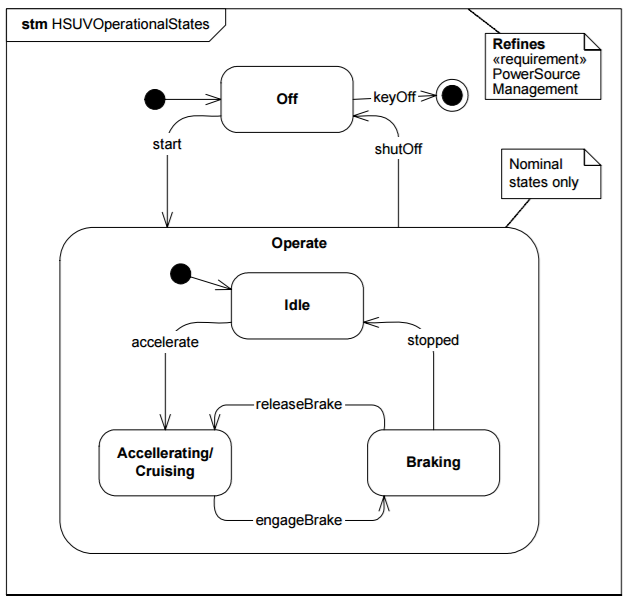 stm HSUVOperationalStates
Refines
«requirement»
PowerSource
Management
Off
keyOff
start
shutOff
Nominal
states only
Operate
Idle
accelerate
stopped
releaseBrake
Accellerating/
Cruising
Braking
engageBrake